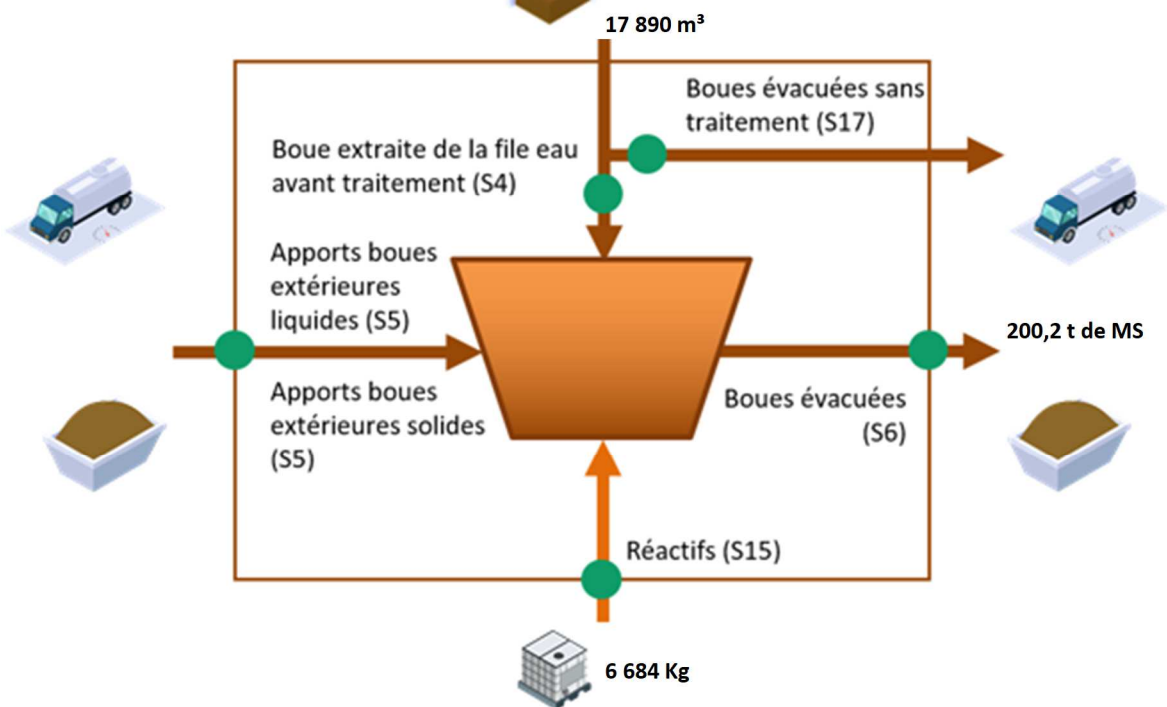 17 890 m³
Boues évacuées sans
traitement (S17)
Boue extraite de la file eau
avant traitement (S4)
Apports boues
extérieures
liquides (S5)
200,2 t de MS
Apports boues
extérieures solides
(S5)
Boues évacuées
(S6)
Réactifs (S15)
6 684 Kg